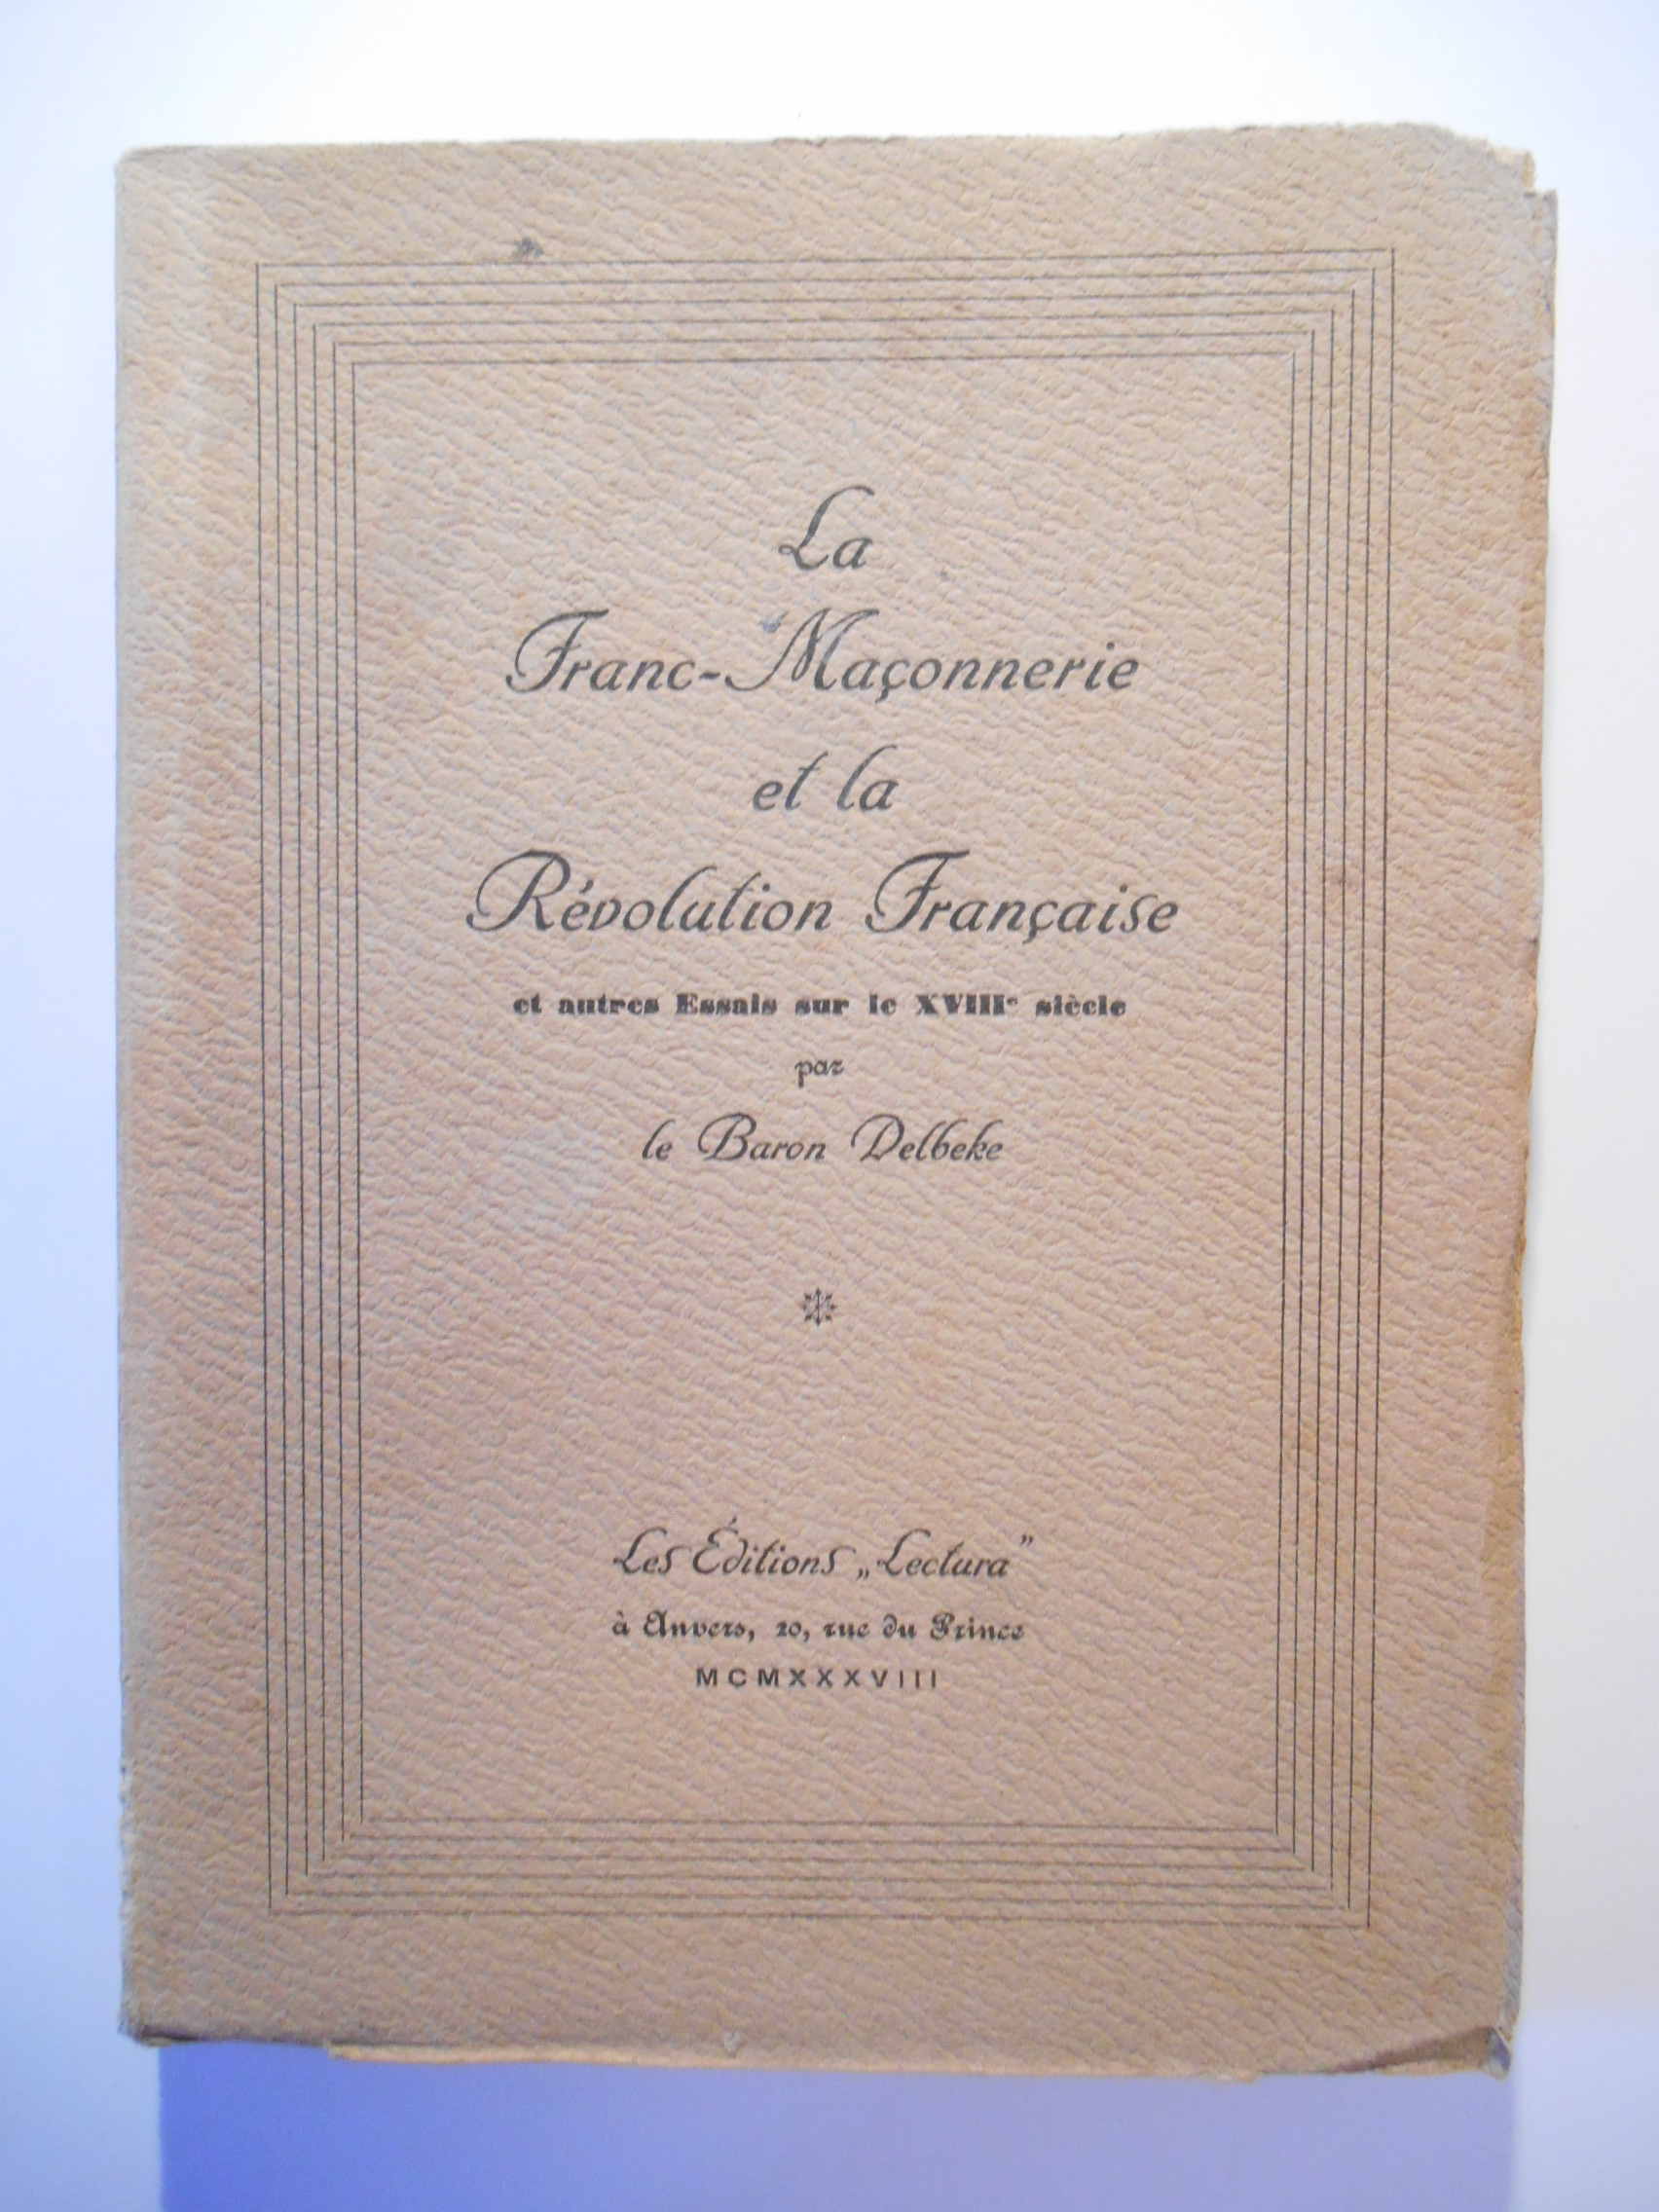 La
Franc-Maçonnerie
et la
Révolution Française
et autres Essais sur le XVIIIe siècle
par
le Baron Delbeke
Les Éditions „Lectura”
à Anvers, 20, rue du Prince
MCMXXXVIII